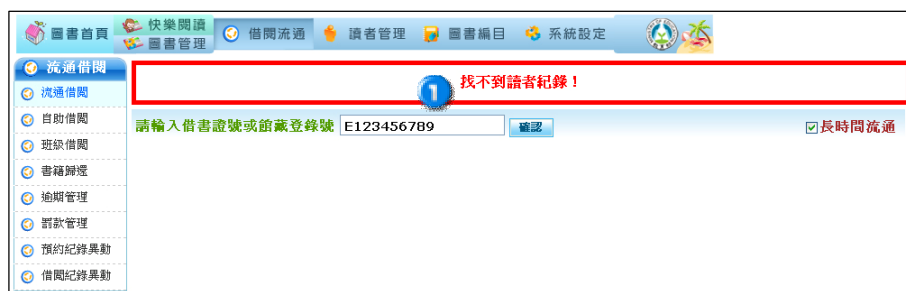 圖書首頁 快樂閱讀 圖書管理 借閱流通 讀者管理 圖書編目 系統設定
流通借閱
流通借閱
自助借閱
班級借閱
書籍歸還
逾期管理
罰款管理
預約紀錄異動
借閱紀錄異動
1 找不到讀者紀錄！
請輸入借書證號或館藏登錄號 E123456789 確認 長時間流通